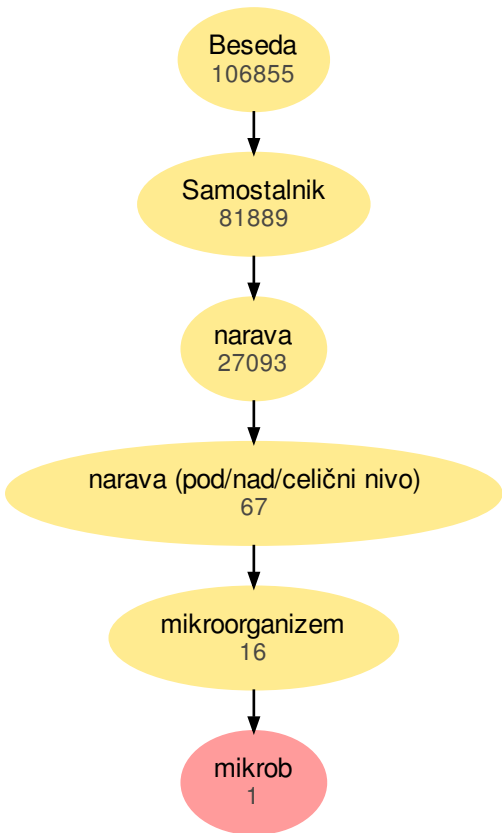 Beseda
106855
Samostalnik
81889
narava
27093
narava (pod/nad/celični nivo)
67
mikroorganizem
16
mikrob
1